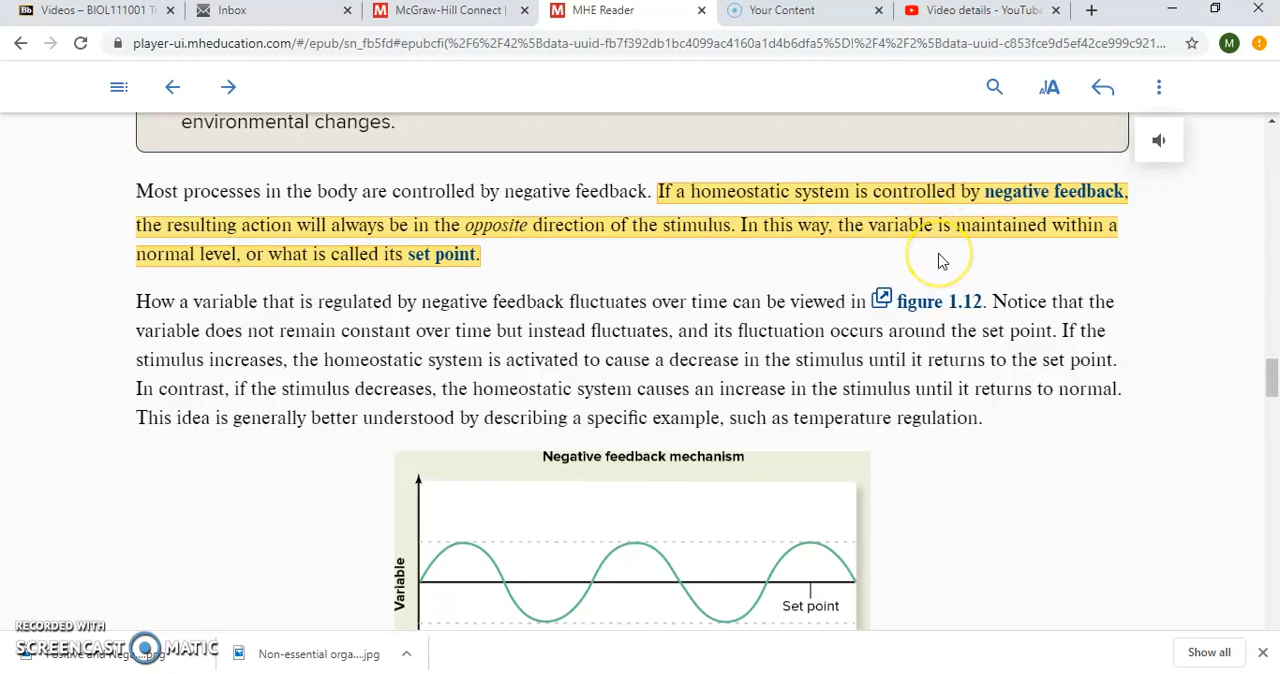 Videos – BIOL111001 T
Inbox
McGraw-Hill Connect
MHE Reader
Your Content
Video details - YouTube
player-ui.mheducation.com/#/epub/sn_fb5fd#epubcfi(%2F6%2F42%5Bdata-uuid-fb7f392db1bc4099ac4160a1d4b6dfa5%5D!%2F4%2F2%5Bdata-uuid-c853fce9d5ef42ce999c921...
M
environmental changes.
Most processes in the body are controlled by negative feedback. If a homeostatic system is controlled by negative feedback,
the resulting action will always be in the opposite direction of the stimulus. In this way, the variable is maintained within a
normal level, or what is called its set point.
How a variable that is regulated by negative feedback fluctuates over time can be viewed in figure 1.12. Notice that the
variable does not remain constant over time but instead fluctuates, and its fluctuation occurs around the set point. If the
stimulus increases, the homeostatic system is activated to cause a decrease in the stimulus until it returns to the set point.
In contrast, if the stimulus decreases, the homeostatic system causes an increase in the stimulus until it returns to normal.
This idea is generally better understood by describing a specific example, such as temperature regulation.
Negative feedback mechanism
Variable
Set point
RECORDED WITH
SCREENCAST MATIC
Positive and Nega....png
Non-essential orga....jpg
Show all